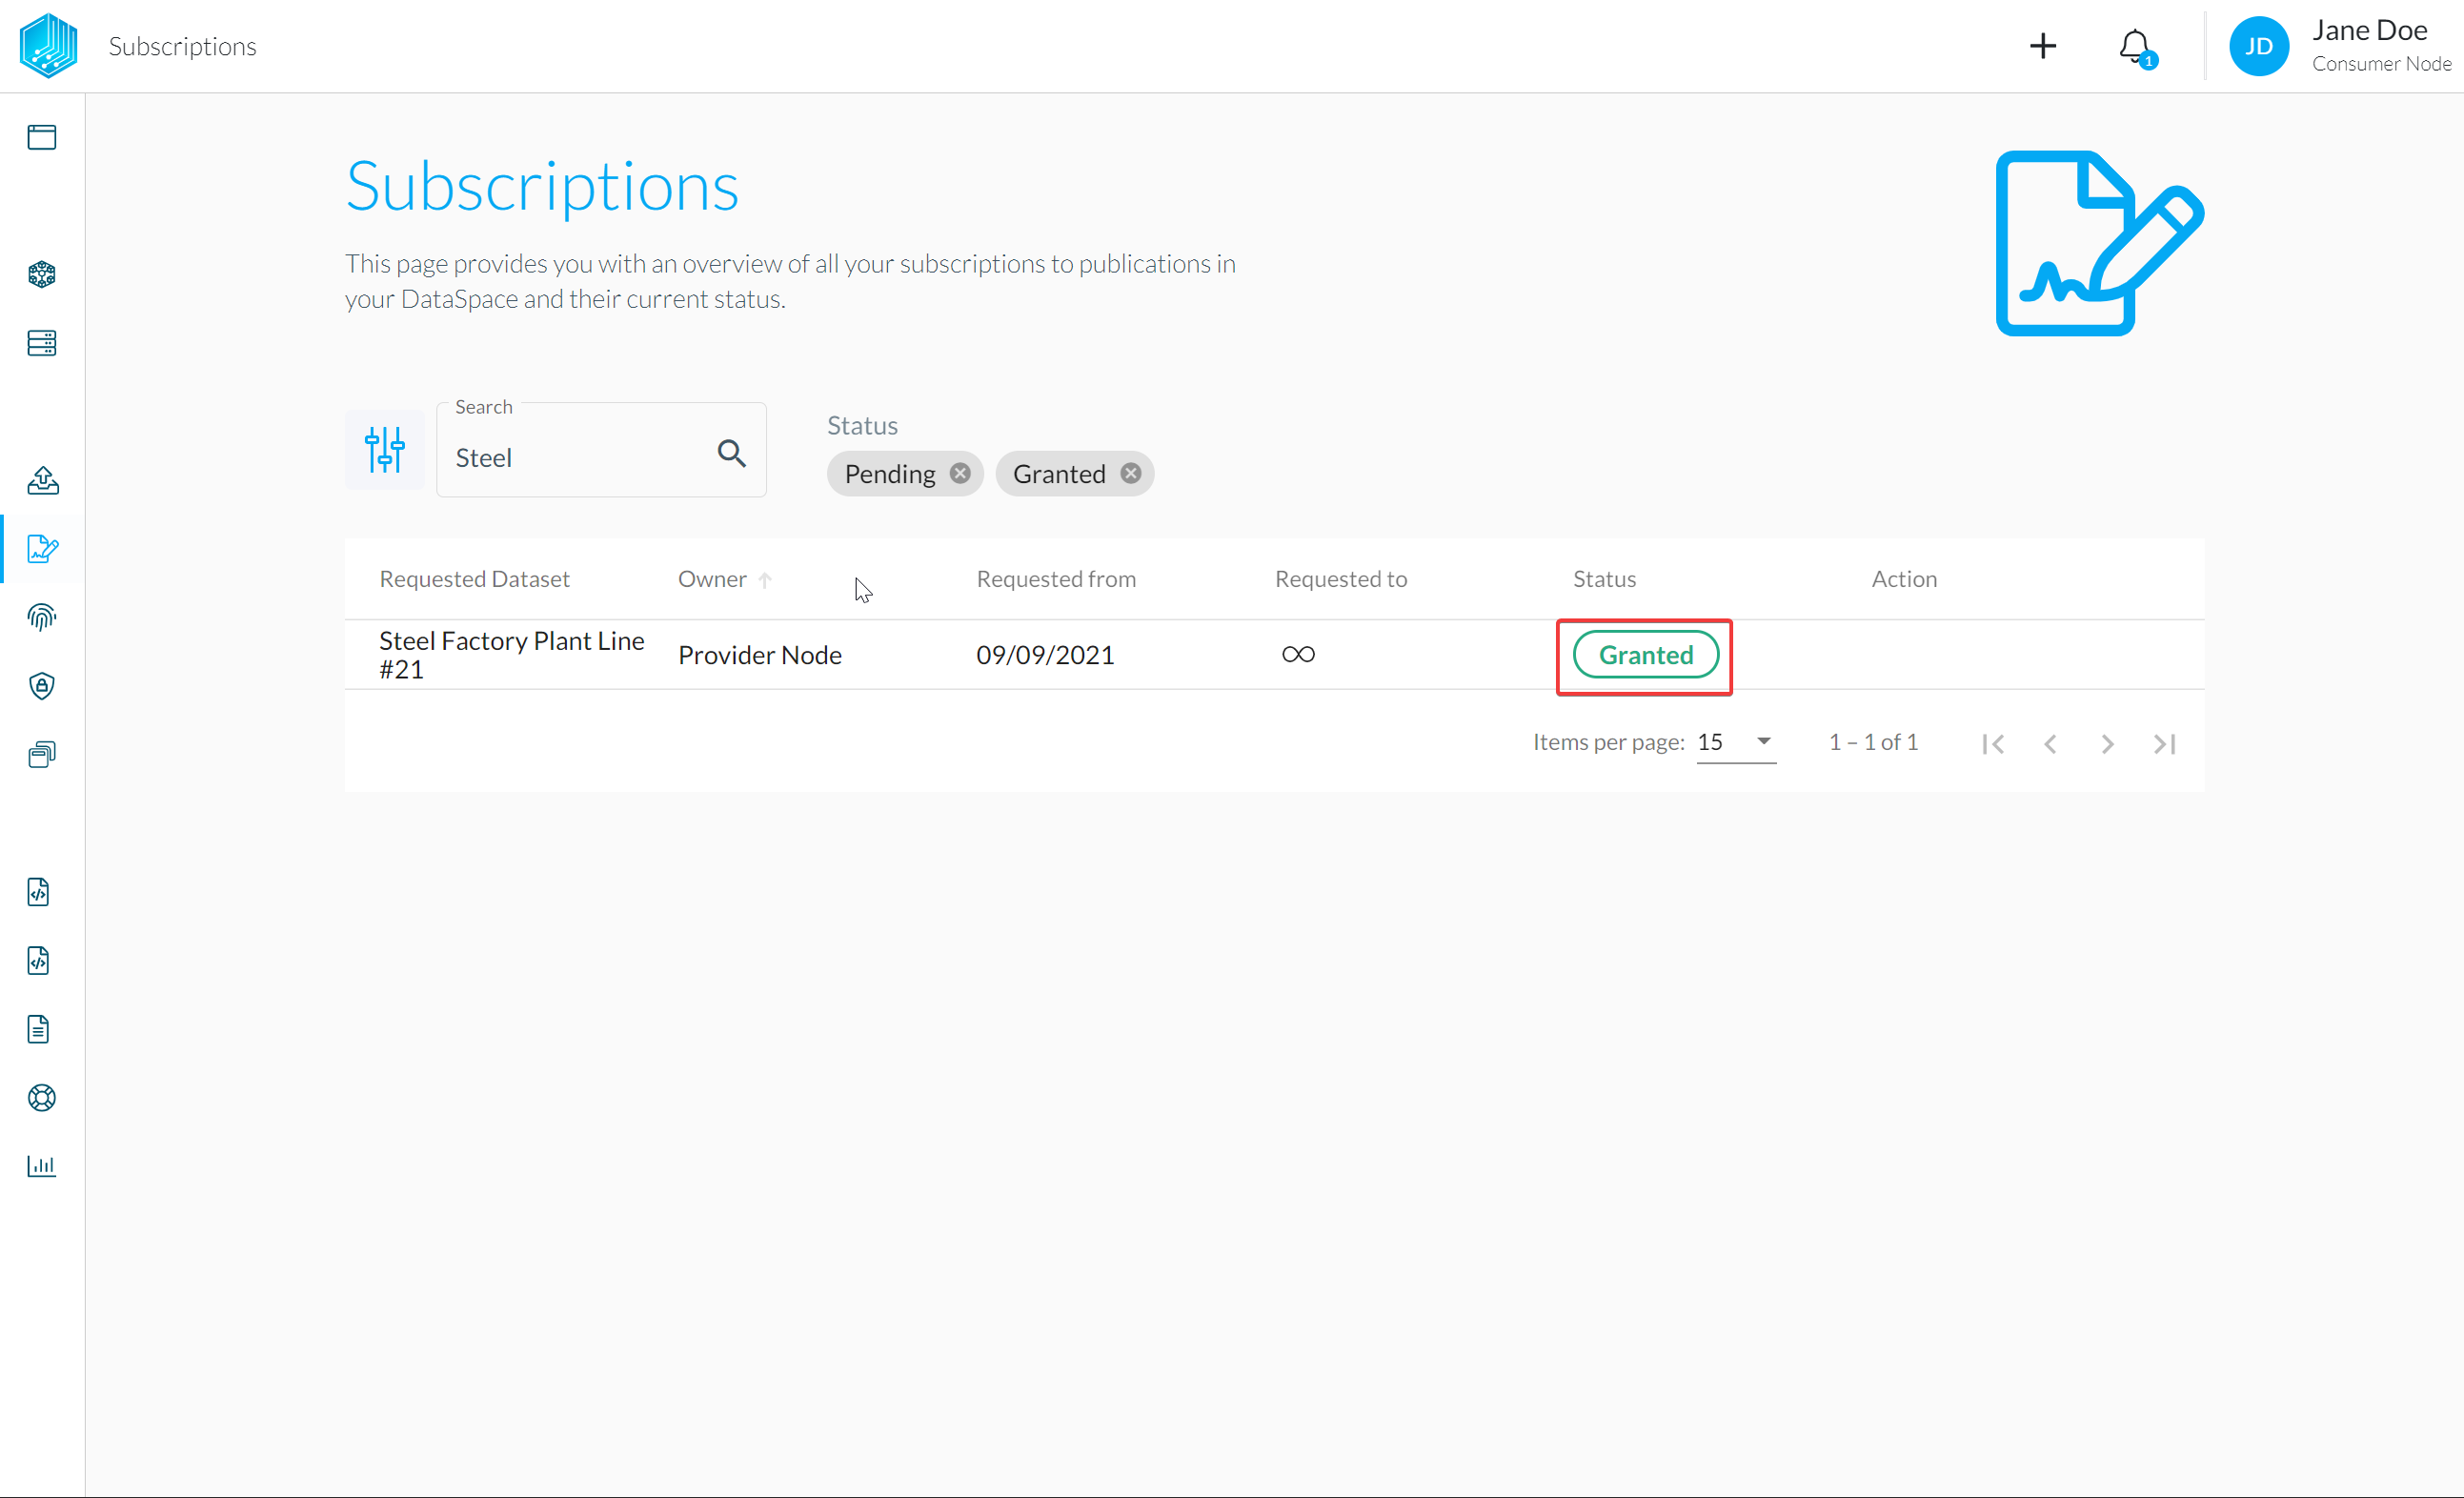 Subscriptions
1
JD
Jane Doe
Consumer Node
Subscriptions
This page provides you with an overview of all your subscriptions to publications in
your DataSpace and their current status.
Search
Steel
Status
Pending
Granted
Requested Dataset
Owner
Requested from
Requested to
Status
Action
Steel Factory Plant Line
#21
Provider Node
09/09/2021
∞
Granted
Items per page: 15
1 – 1 of 1